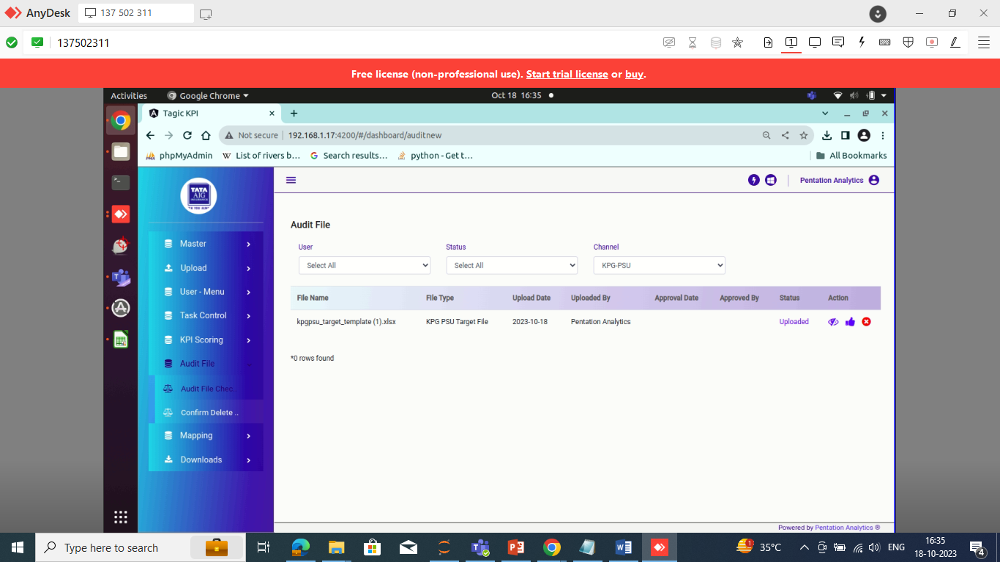 AnyDesk
137 502 311
137502311
Free license (non-professional use). Start trial license or buy.
Activities
Google Chrome
Oct 18 16:35
Tagic KPI
Not secure
192.168.1.17:4200/#/dashboard/auditnew
phpMyAdmin
List of rivers b...
Search results...
python - Get t...
All Bookmarks
TATA
AIG
INSURANCE
Pentation Analytics
Master
Upload
User - Menu
Task Control
KPI Scoring
Audit File
Audit File Chec..
Confirm Delete ..
Mapping
Downloads
Audit File
User Status Channel
Select All Select All KPG-PSU
File Name File Type Upload Date Uploaded By Approval Date Approved By Status Action
kpgpsu_target_template (1).xlsx KPG PSU Target File 2023-10-18 Pentation Analytics Uploaded
*0 rows found
Powered by Pentation Analytics ®
Type here to search
1
35°C
ENG
16:35
18-10-2023
4